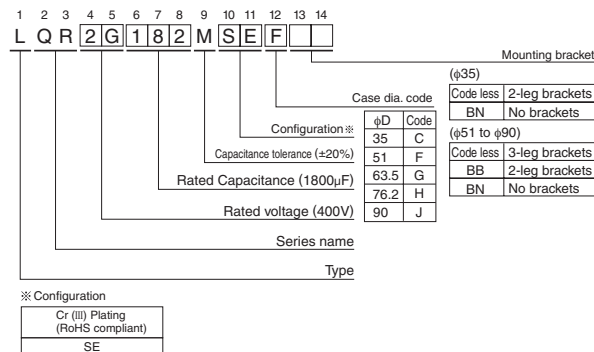 1 2 3 4 5 6 7 8 9 10 11 12 13 14
L Q R 2 G 1 8 2 M S E F
Mounting bracket
(φ35)
Code less 2-leg brackets
BN No brackets
(φ51 to φ90)
Code less 3-leg brackets
BB 2-leg brackets
BN No brackets
Case dia. code
φD Code
35 C
51 F
63.5 G
76.2 H
90 J
Configuration※
Capacitance tolerance (±20%)
Rated Capacitance (1800μF)
Rated voltage (400V)
Series name
Type
※Configuration
Cr (III) Plating
(RoHS compliant)
SE